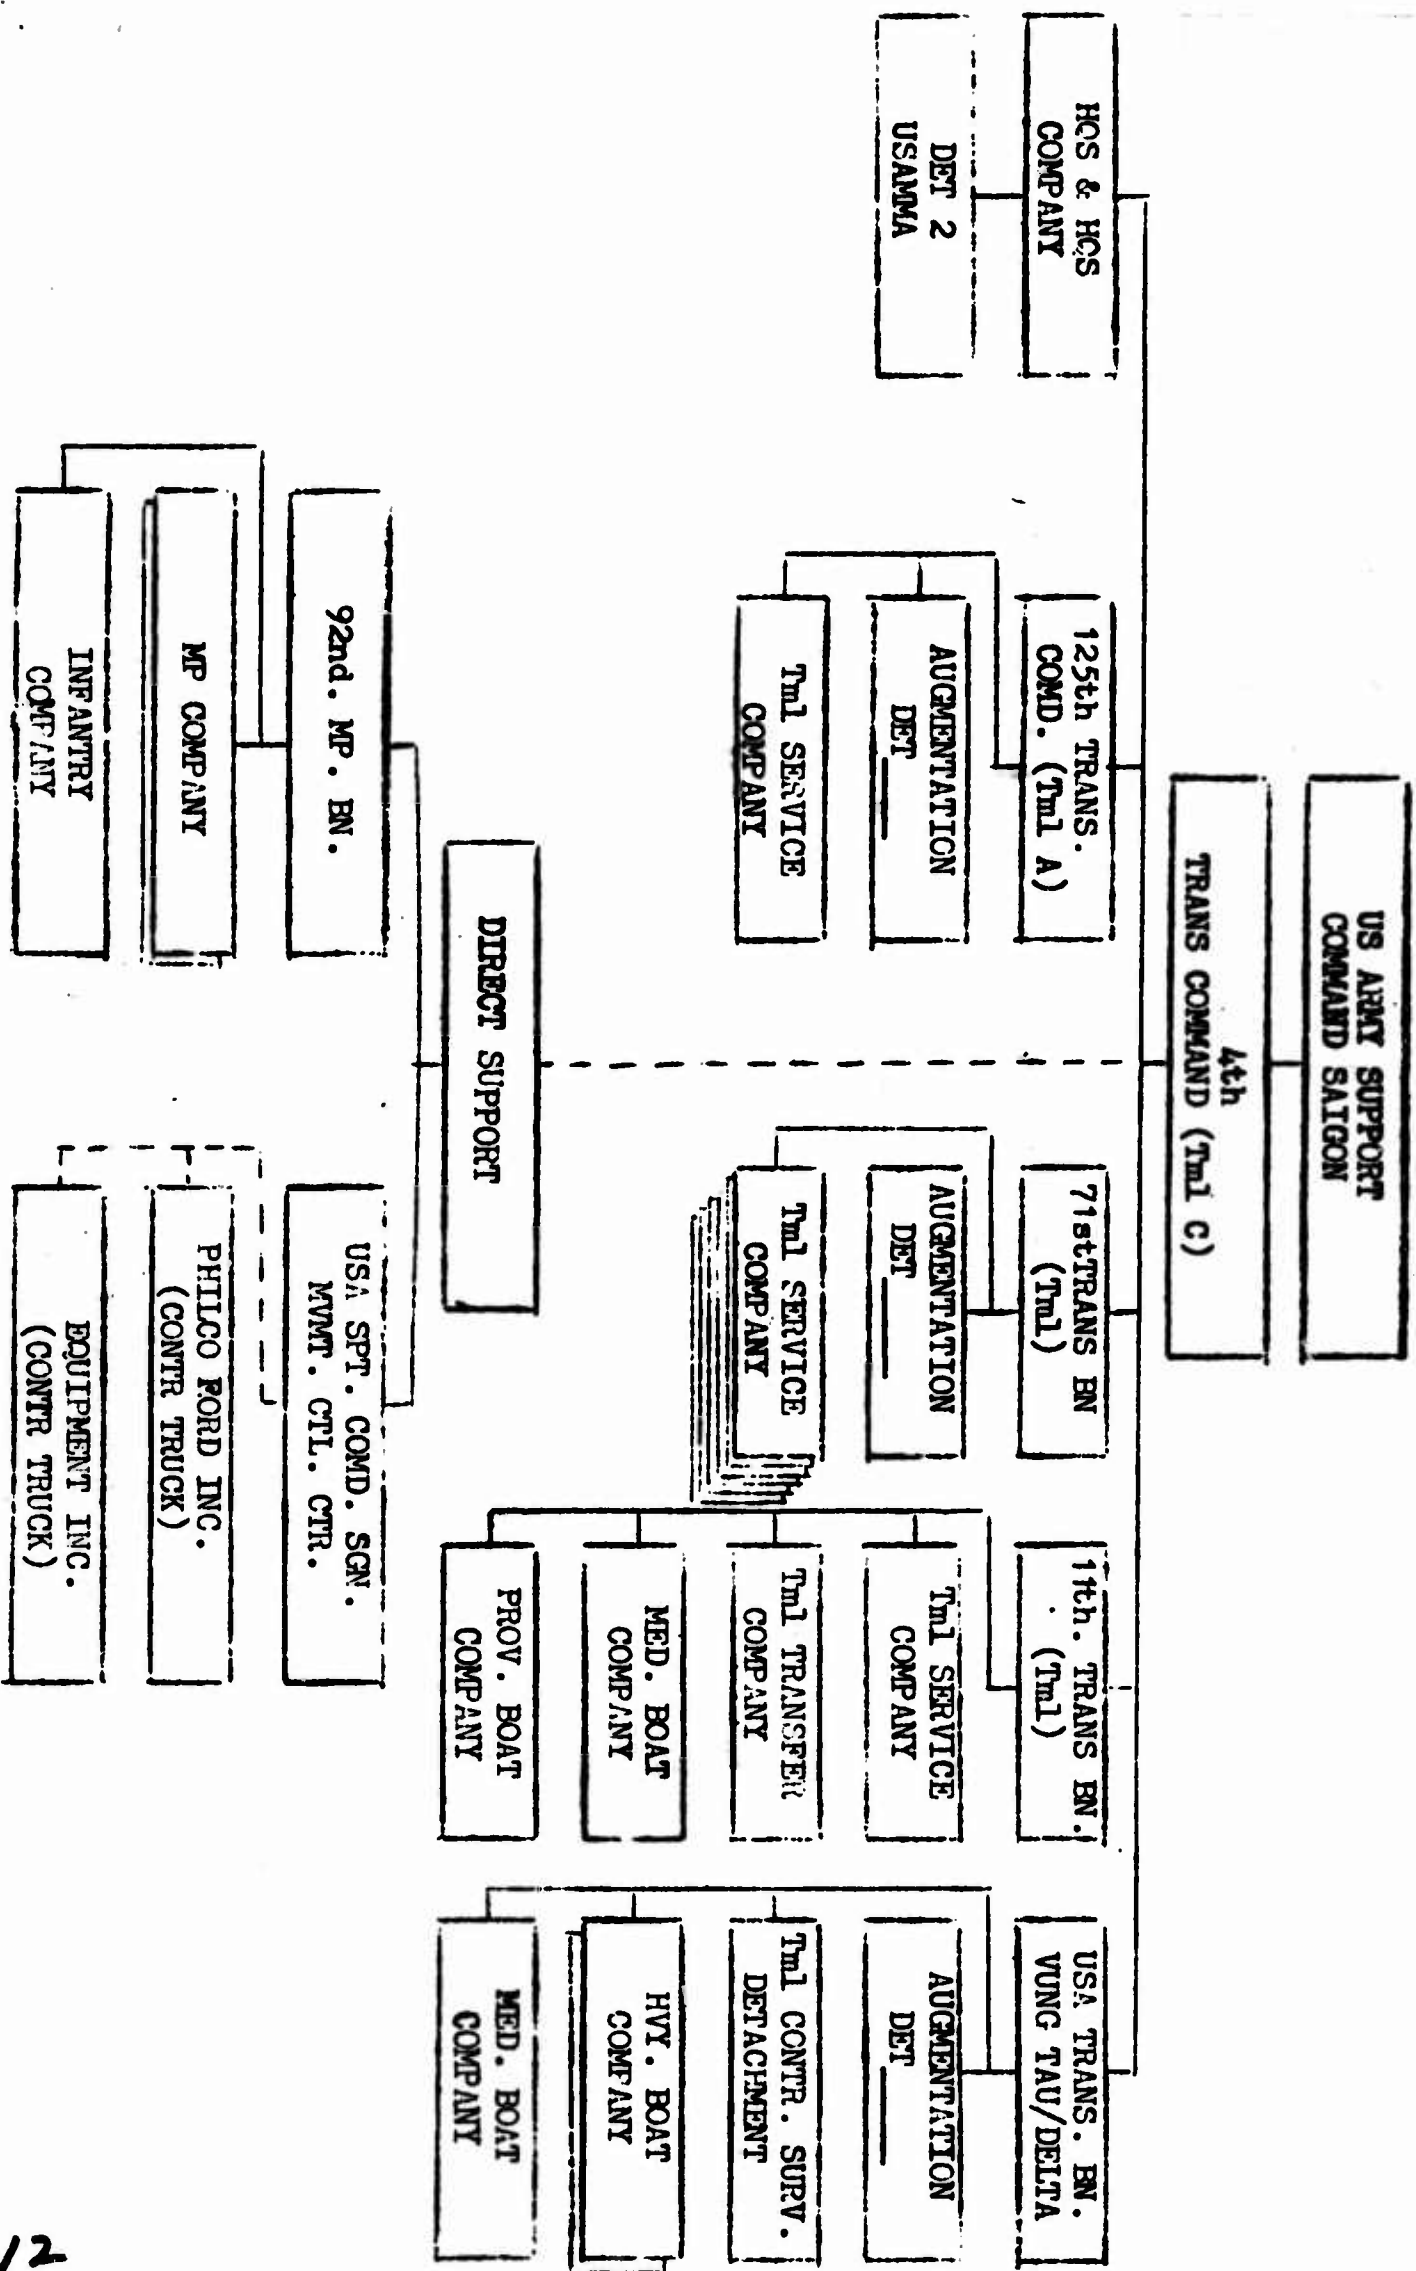 US ARMY SUPPORT
COMMAND SAIGON
4th
TRANS COMMAND (Tml C)
HQS & HQS
COMPANY
DET 2
USAMMA
125th TRANS.
COMD. (Tml A)
AUGMENTATION
DET
Tml SERVICE
COMPANY
71stTRANS BN
(Tml)
AUGMENTATION
DET
Tml SERVICE
COMPANY
11th. TRANS BN.
(Tml)
Tml SERVICE
COMPANY
Tml TRANSFER
COMPANY
MED. BOAT
COMPANY
PROV. BOAT
COMPANY
USA TRANS. BN.
VUNG TAU/DELTA
AUGMENTATION
DET
Tml CONTR. SURV.
DETACHMENT
HVY. BOAT
COMPANY
MED. BOAT
COMPANY
DIRECT SUPPORT
92nd. MP. BN.
MP COMPANY
INFANTRY
COMPANY
USA SPT. COMD. SGN.
MVMT. CTL. CTR.
PHILCO FORD INC.
(CONTR TRUCK)
EQUIPMENT INC.
(CONTR TRUCK)
12